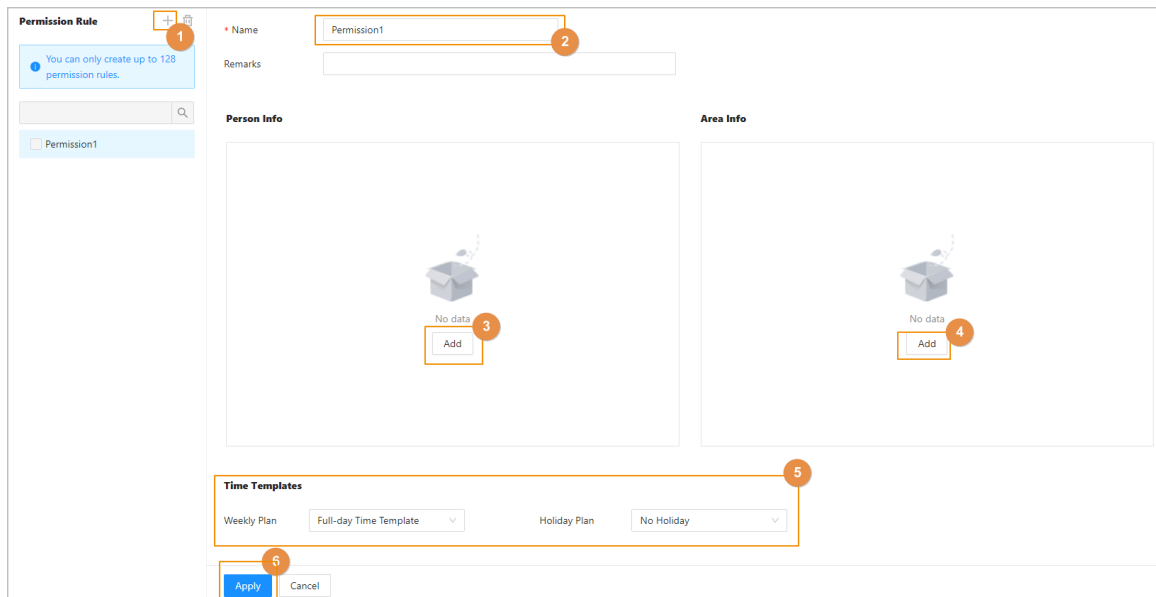 Permission Rule
1
You can only create up to 128
permission rules.
Permission1
* Name
Permission1
2
Remarks
Person Info
Area Info
No data
3
Add
No data
4
Add
5
Time Templates
Weekly Plan
Full-day Time Template
Holiday Plan
No Holiday
6
Apply
Cancel